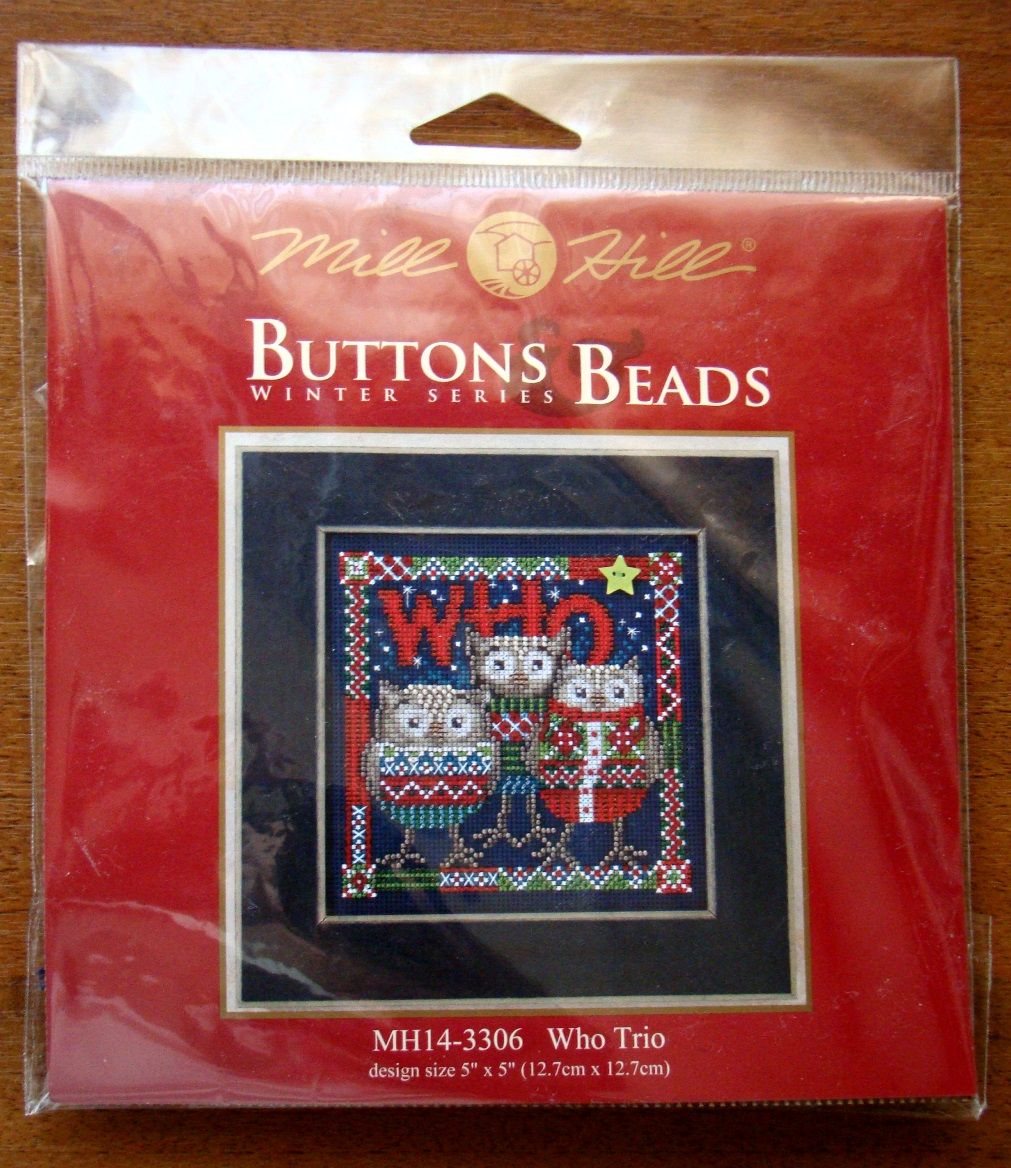 Mill Hill®
BUTTONS & BEADS
WINTER SERIES
WHO
MH14-3306 Who Trio
design size 5" x 5" (12.7cm x 12.7cm)